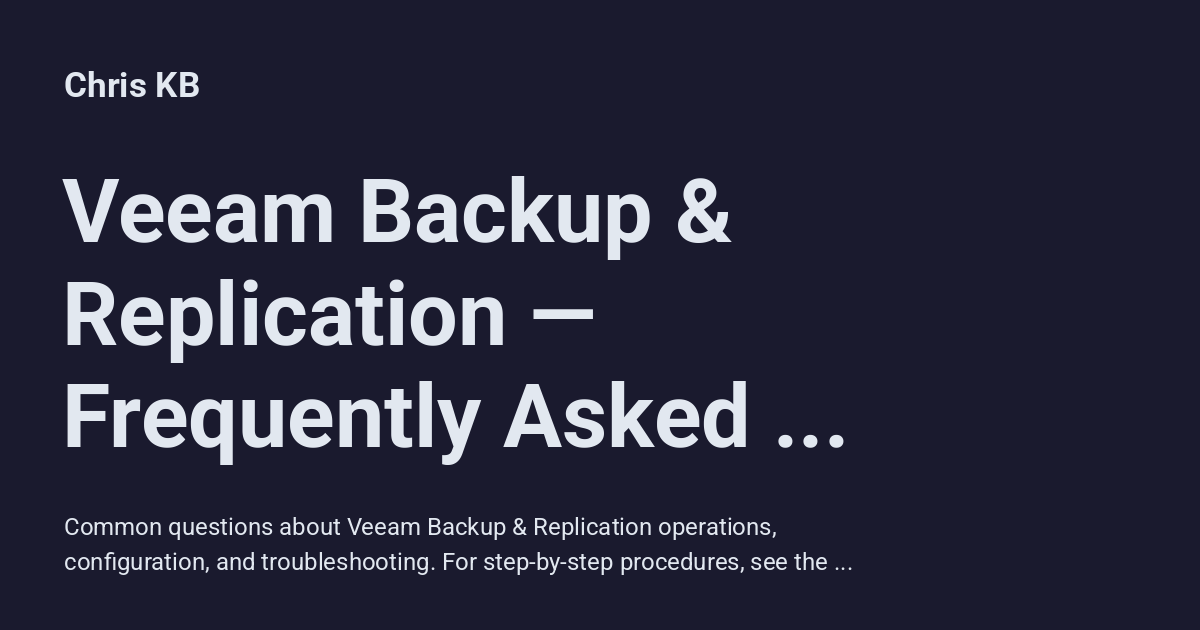 Chris KB
Veeam Backup &
Replication —
Frequently Asked ...
Common questions about Veeam Backup & Replication operations,
configuration, and troubleshooting. For step-by-step procedures, see the ...